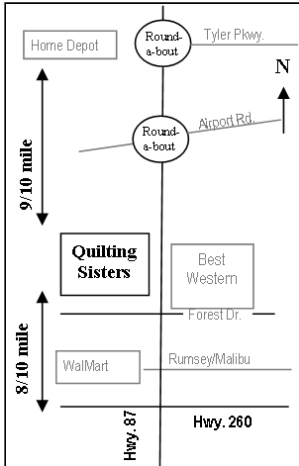 Home Depot
Round-
a-bout
Tyler Pkwy.
N
Round-
a-bout
Airport Rd.
9/10 mile
Quilting
Sisters
Best
Western
Forest Dr.
8/10 mile
WalMart
Rumsey/Malibu
Hwy. 87
Hwy. 260